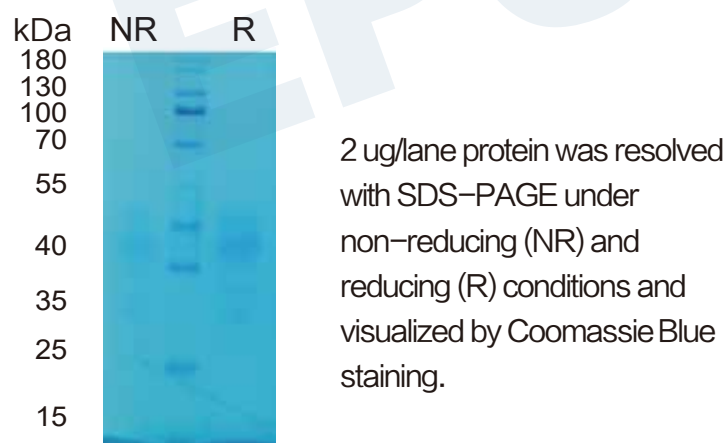 kDa NR R
180
130
100
70
55
40
35
25
15
2 ug/lane protein was resolved
with SDS-PAGE under
non-reducing (NR) and
reducing (R) conditions and
visualized by Coomassie Blue
staining.